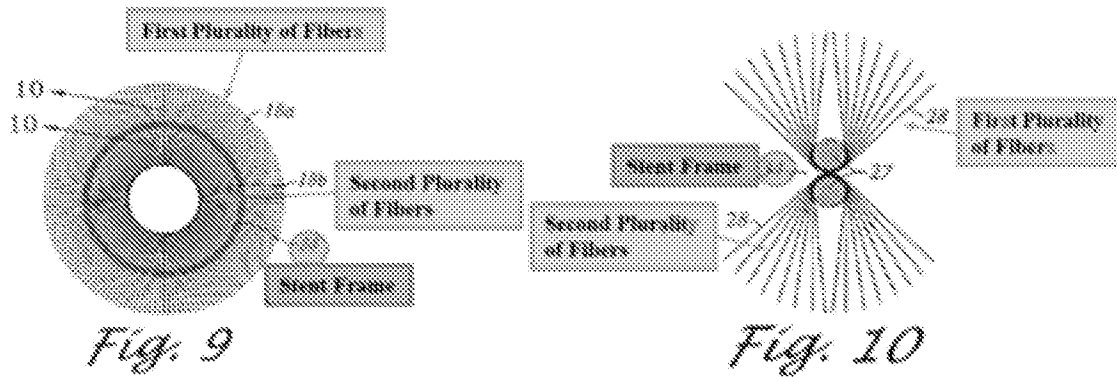 First Plurality of Fibers
10
10
18a
18b
Second Plurality
of Fibers
Stent Frame
Fig. 9
28
First Plurality
of Fibers
Stent Frame
27
Second Plurality
of Fibers
28
Fig. 10